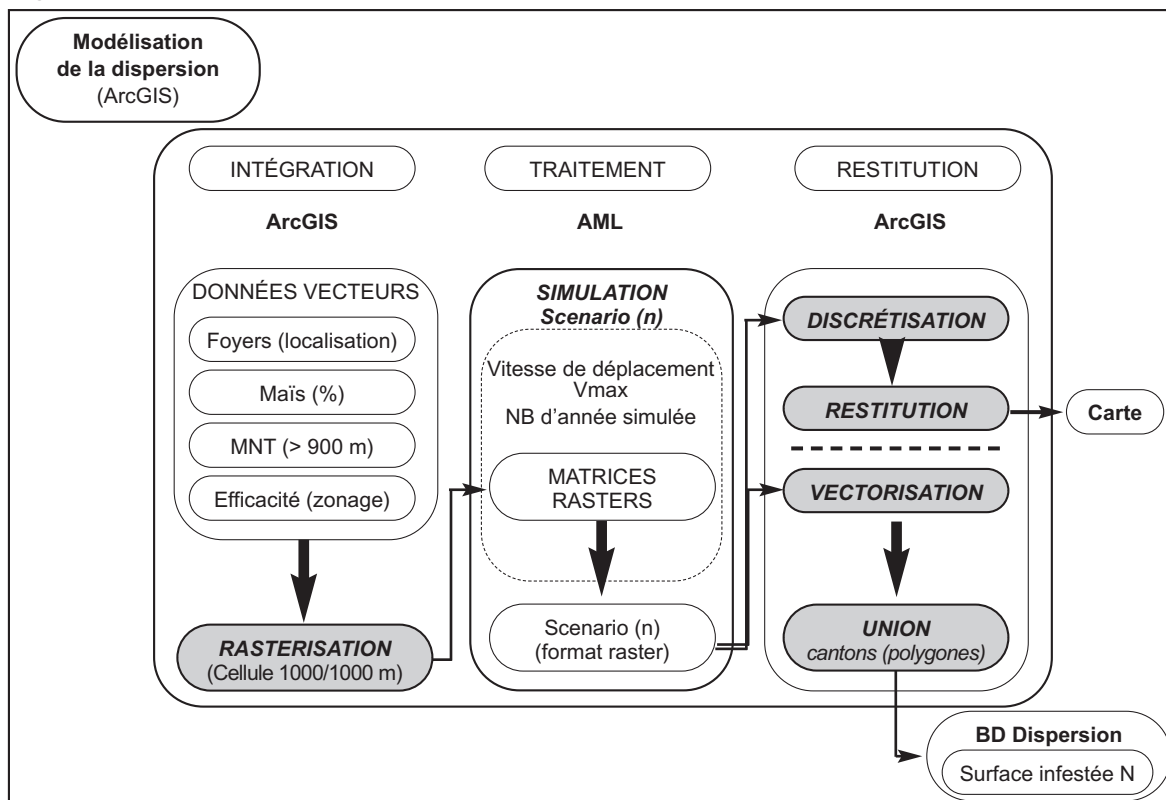 Modélisation
de la dispersion
(ArcGIS)
INTÉGRATION
ArcGIS
DONNÉES VECTEURS
Foyers (localisation)
Maïs (%)
MNT (> 900 m)
Efficacité (zonage)
RASTERISATION
(Cellule 1000/1000 m)
TRAITEMENT
AML
SIMULATION
Scenario (n)
Vitesse de déplacement
Vmax
NB d’année simulée
MATRICES
RASTERS
Scenario (n)
(format raster)
RESTITUTION
ArcGIS
DISCRÉTISATION
RESTITUTION
Carte
VECTORISATION
UNION
cantons (polygones)
BD Dispersion
Surface infestée N